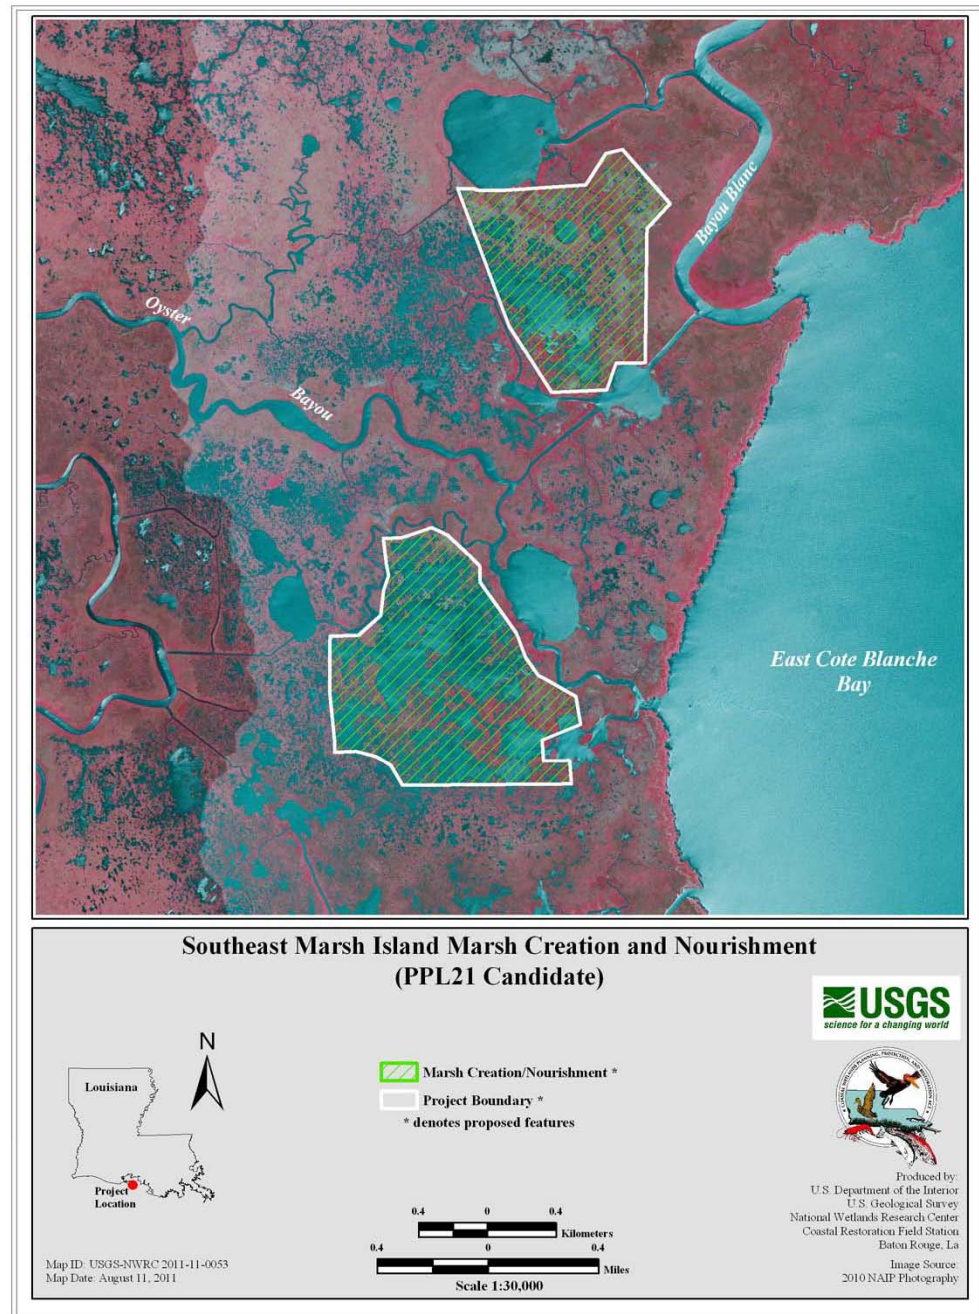 Bayou Blanc
Oyster
Bayou
East Cote Blanche
Bay
Southeast Marsh Island Marsh Creation and Nourishment
(PPL21 Candidate)
USGS
science for a changing world
N
Louisiana
Project
Location
Marsh Creation/Nourishment *
Project Boundary *
* denotes proposed features
0.4 0 0.4
Kilometers
0.4 0 0.4
Miles
Scale 1:30,000
Map ID: USGS-NWRC 2011-11-0053
Map Date: August 11, 2011
Produced by:
U.S. Department of the Interior
U.S. Geological Survey
National Wetlands Research Center
Coastal Restoration Field Station
Baton Rouge, La
Image Source:
2010 NAIP Photography